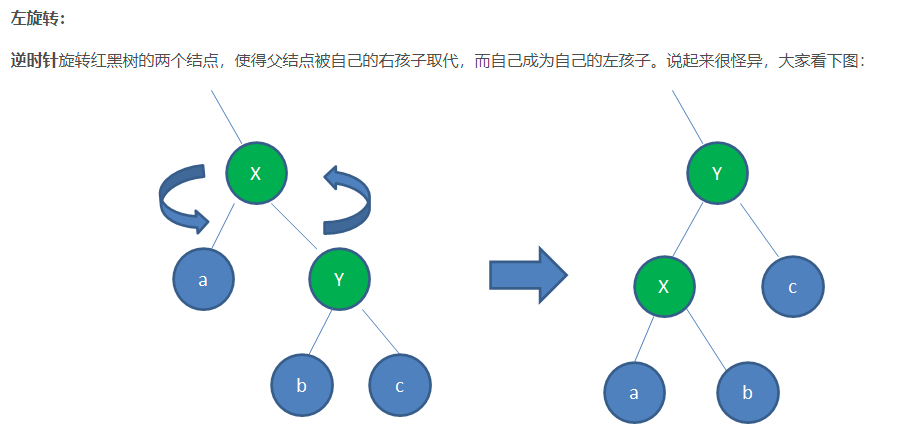 左旋转：
逆时针旋转红黑树的两个结点，使得父结点被自己的右孩子取代，而自己成为自己的左孩子。说起来很怪异，大家看下图：
X
Y
a
Y
X
c
b
c
a
b